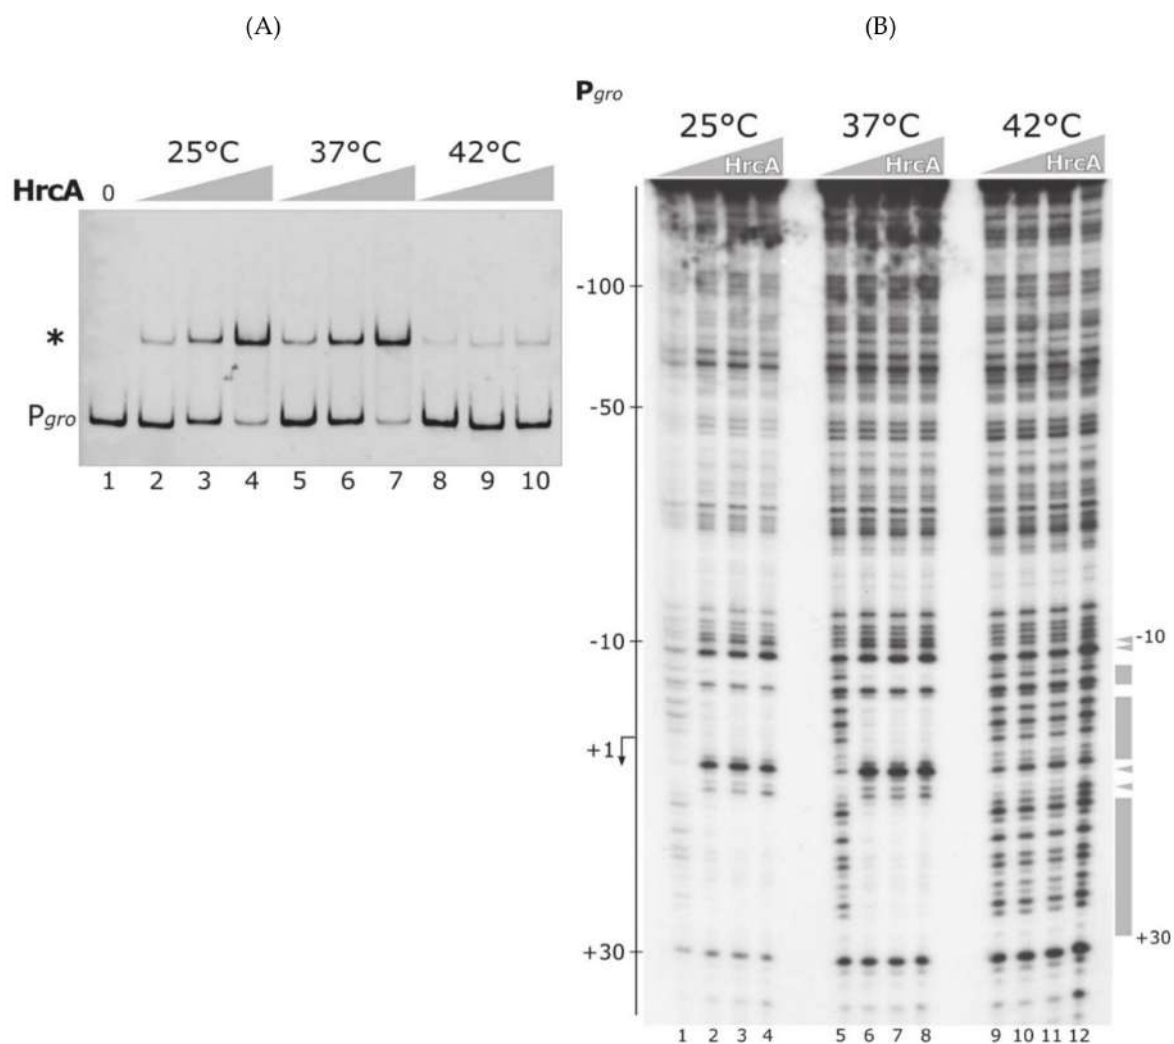 (A)
(B)
25°C 37°C 42°C
HrcA 0
*
Pgro
1 2 3 4 5 6 7 8 9 10
Pgro
25°C 37°C 42°C
HrcA HrcA HrcA
-100
-50
-10
+1
+30
-10
+30
1 2 3 4 5 6 7 8 9 10 11 12